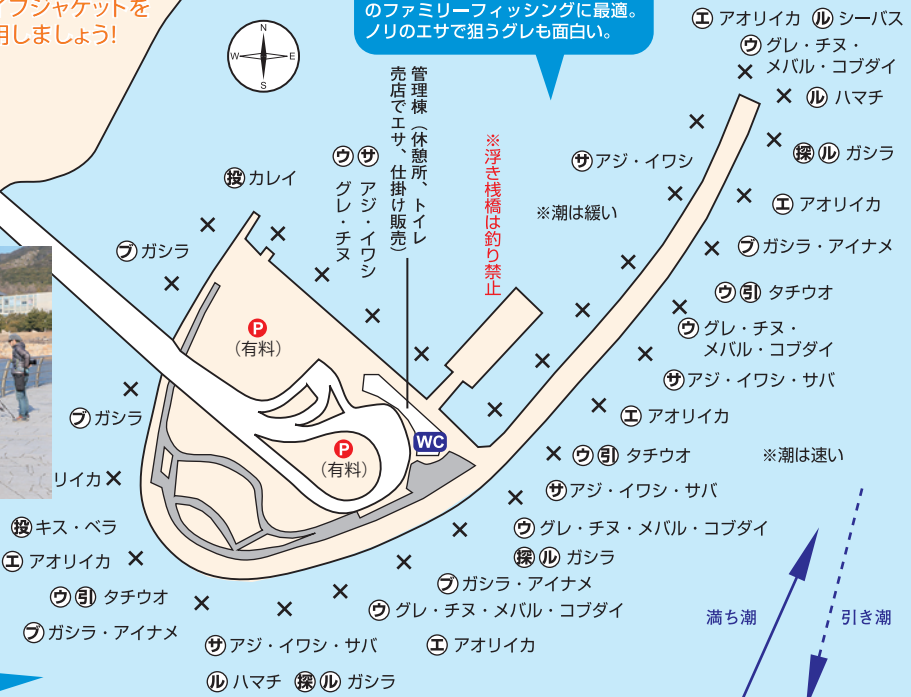 イフジャケットを
用しましょう!
のファミリーフィッシングに最適。
ノリのエサで狙うグレも面白い。
N
W
E
S
エ アオリイカ ル シーバス
ウ グレ・チヌ・
メバル・コブダイ
ル ハマチ
探 ル ガシラ
エ アオリイカ
ブ ガシラ・アイナメ
ウ 引 タチウオ
ウ グレ・チヌ・
メバル・コブダイ
サ アジ・イワシ・サバ
エ アオリイカ
ウ 引 タチウオ
※潮は速い
サ アジ・イワシ・サバ
ウ グレ・チヌ・メバル・コブダイ
探 ル ガシラ
ブ ガシラ・アイナメ
ウ グレ・チヌ・メバル・コブダイ
エ アオリイカ
サ アジ・イワシ・サバ
ル ハマチ 探 ル ガシラ
管理棟(休憩所、トイレ
売店でエサ、仕掛け販売)
※浮き桟橋は釣り禁止
サ アジ・イワシ
※潮は緩い
サ アジ・イワシ
ウ グレ・チヌ
投 カレイ
ブ ガシラ
P
(有料)
P
(有料)
WC
ブ ガシラ
リイカ
投 キス・ベラ
エ アオリイカ
ウ 引 タチウオ
ブ ガシラ・アイナメ
満ち潮
引き潮